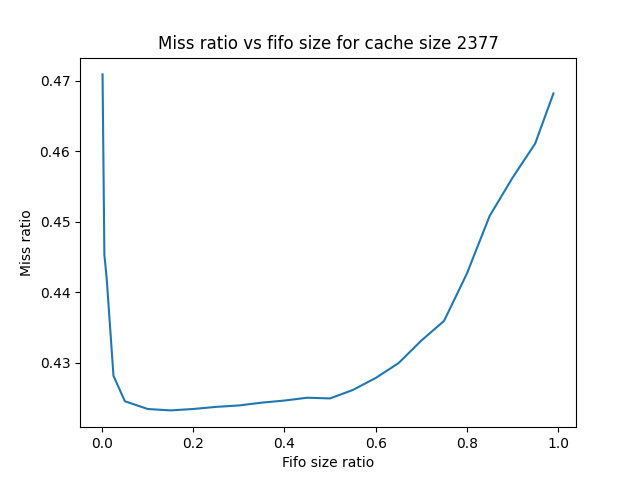 Miss ratio vs fifo size for cache size 2377
0.47
0.46
0.45
0.44
0.43
Miss ratio
0.0 0.2 0.4 0.6 0.8 1.0
Fifo size ratio